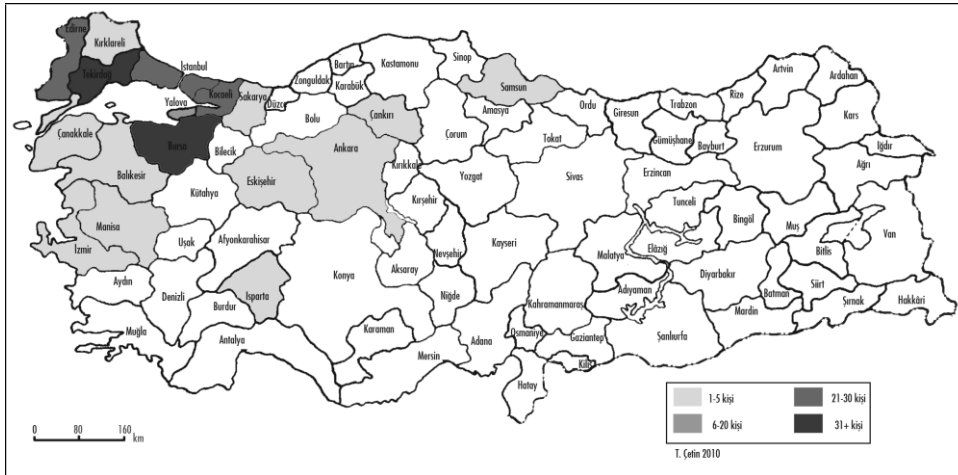 Edirne
Kırklareli
Tekirdağ
İstanbul
Kocaeli
Yalova
Sakarya
Düzce
Zonguldak
Bartın
Karabük
Kastamonu
Sinop
Samsun
Ordu
Giresun
Trabzon
Rize
Artvin
Ardahan
Kars
Iğdır
Ağrı
Çanakkale
Balıkesir
Bursa
Bilecik
Bolu
Çankırı
Ankara
Kırıkkale
Çorum
Amasya
Tokat
Gümüşhane
Bayburt
Erzurum
Erzincan
Eskişehir
Kütahya
Yozgat
Sivas
Kırşehir
Tunceli
Bingöl
Muş
Van
Bitlis
Manisa
İzmir
Uşak
Afyonkarahisar
Konya
Aksaray
Nevşehir
Kayseri
Malatya
Elâzığ
Diyarbakır
Batman
Siirt
Şırnak
Hakkâri
Aydın
Denizli
Isparta
Burdur
Niğde
Kahramanmaraş
Adıyaman
Mardin
Şanlıurfa
Muğla
Antalya
Karaman
Mersin
Adana
Osmaniye
Gaziantep
Kilis
Hatay
1-5 kişi
21-30 kişi
6-20 kişi
31+ kişi
T. Çetin 2010
0 80 160
km